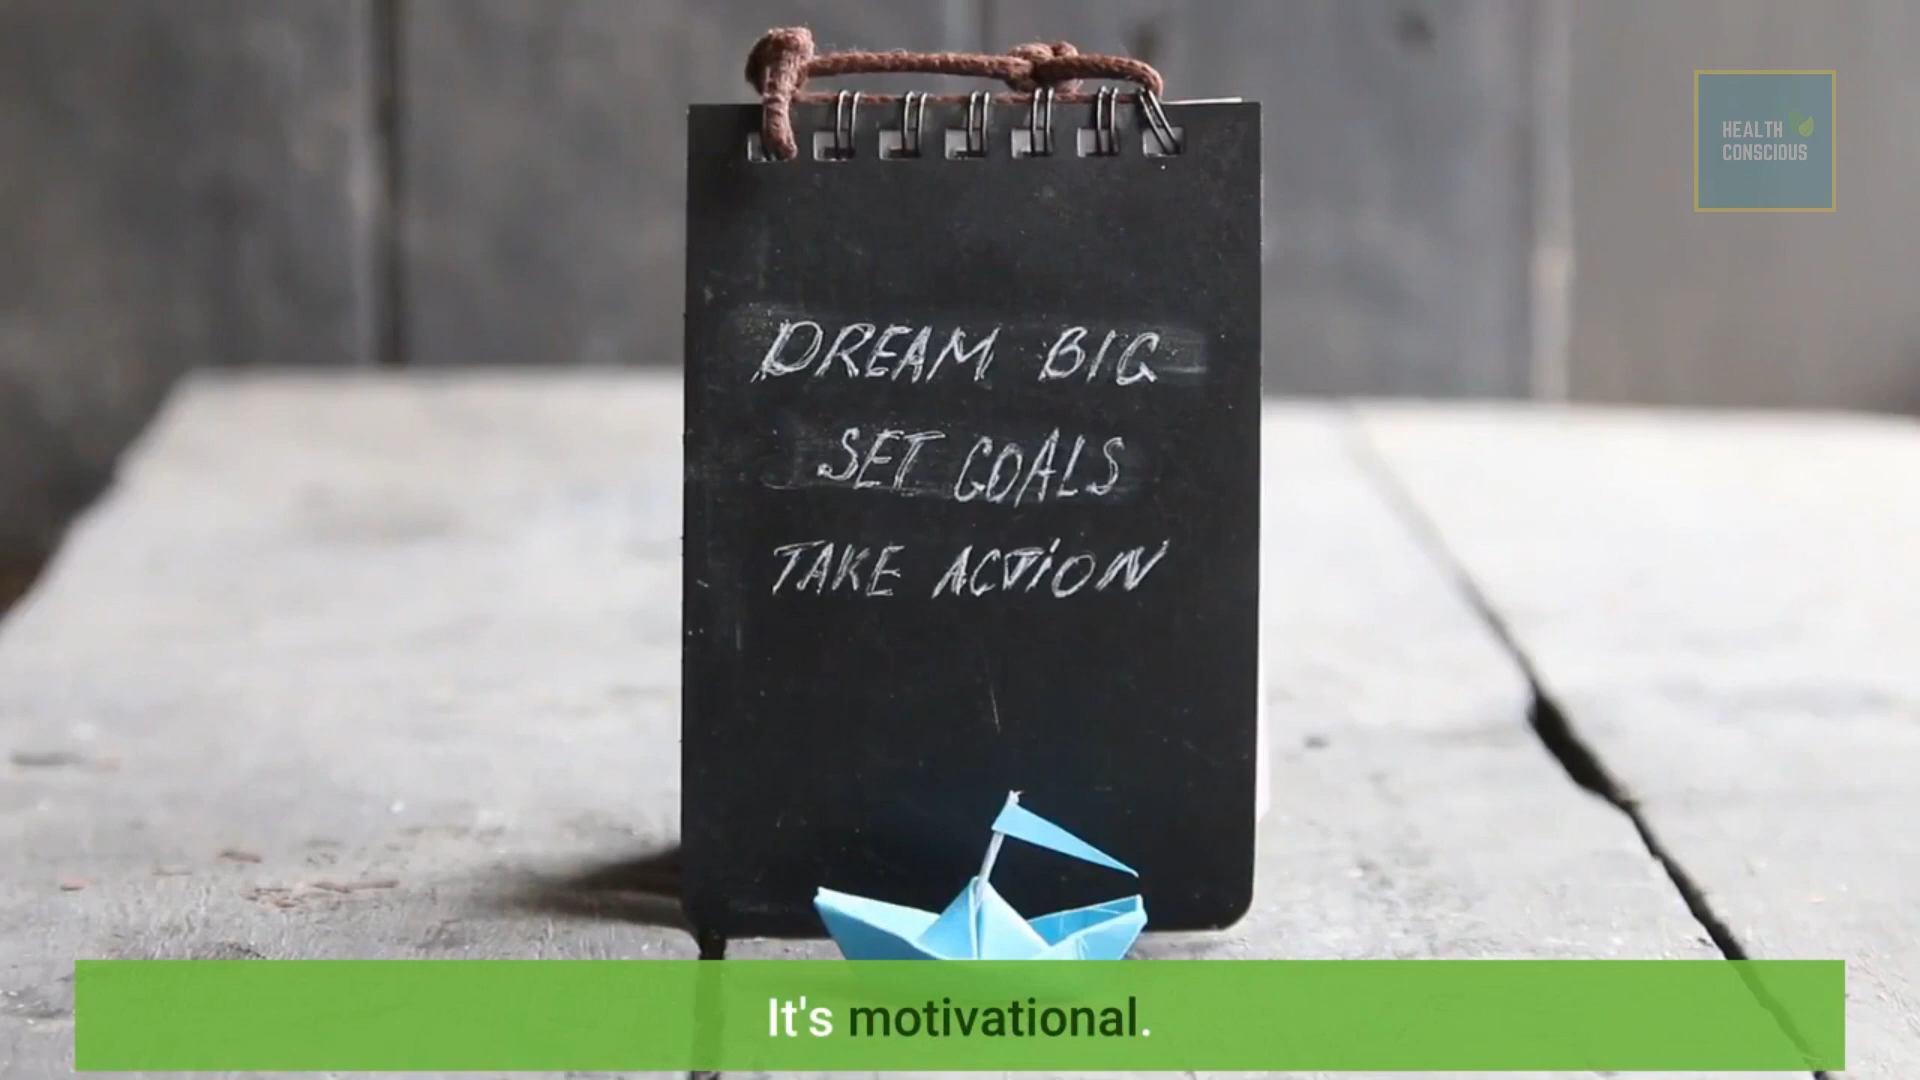 HEALTH
CONSCIOUS
DREAM BIG
SET GOALS
TAKE ACTION
It's motivational.